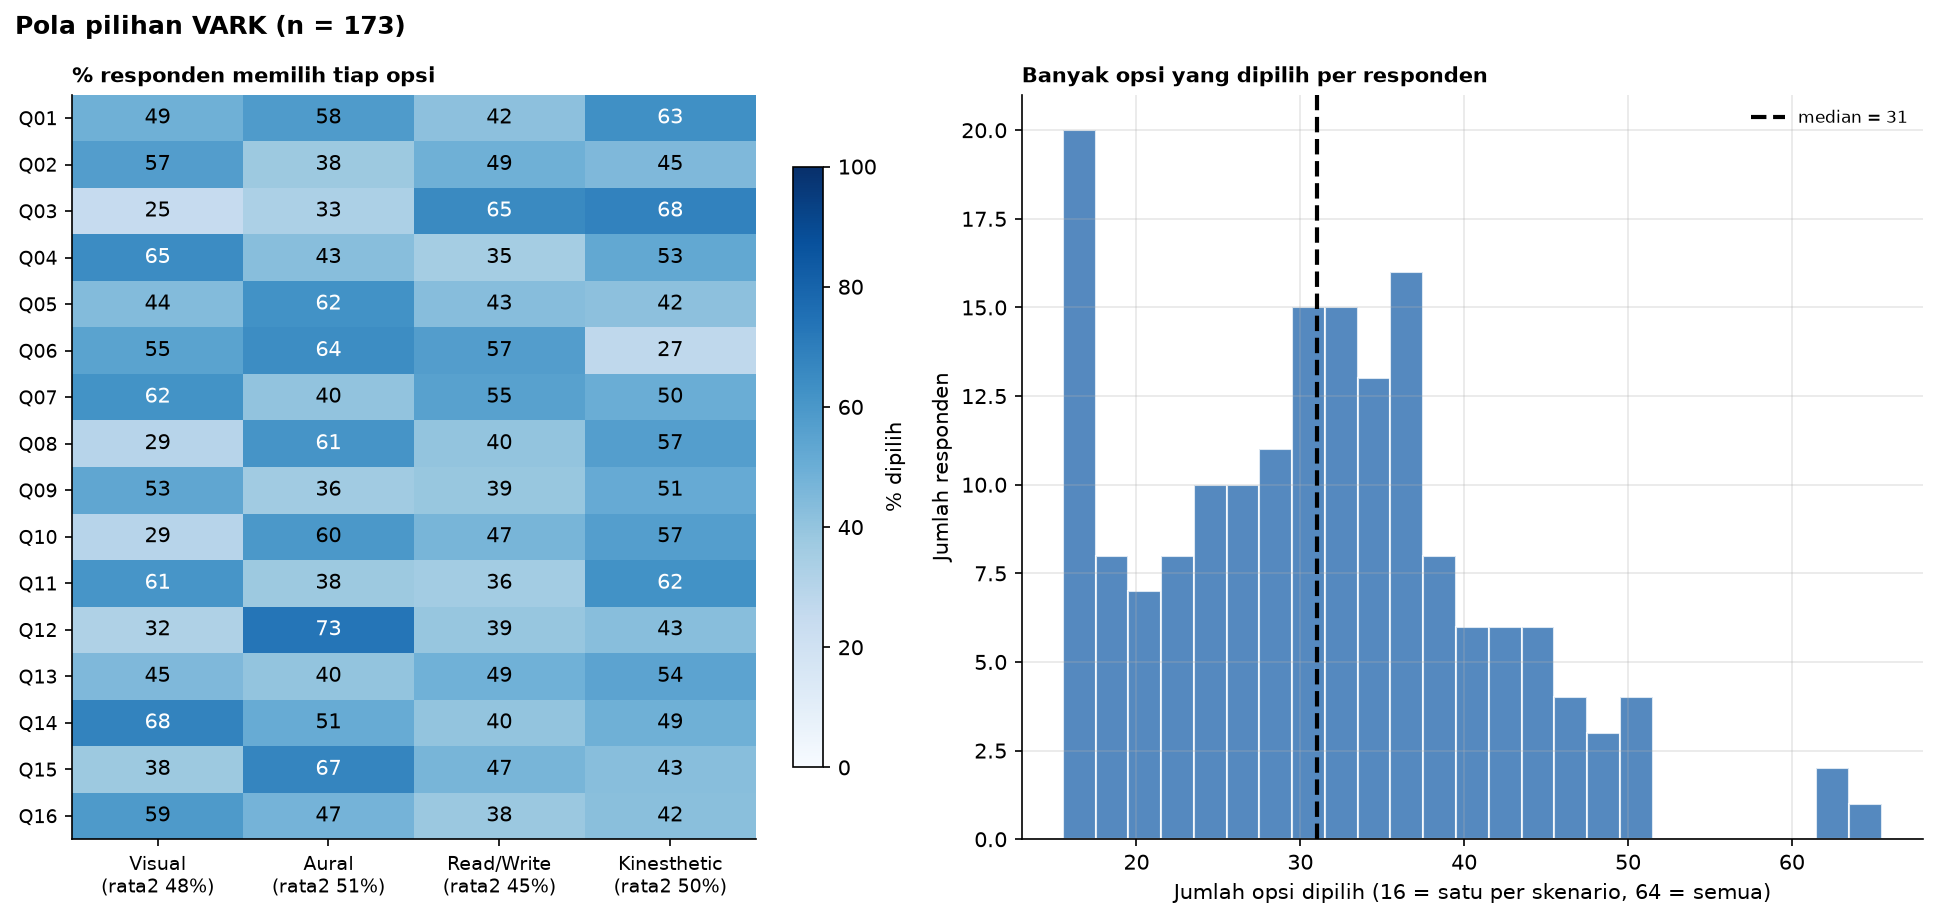 Pola pilihan VARK (n = 173)
% responden memilih tiap opsi
Q01 49 58 42 63
Q02 57 38 49 45
Q03 25 33 65 68
Q04 65 43 35 53
Q05 44 62 43 42
Q06 55 64 57 27
Q07 62 40 55 50
Q08 29 61 40 57
Q09 53 36 39 51
Q10 29 60 47 57
Q11 61 38 36 62
Q12 32 73 39 43
Q13 45 40 49 54
Q14 68 51 40 49
Q15 38 67 47 43
Q16 59 47 38 42
Visual Aural Read/Write Kinesthetic
(rata2 48%) (rata2 51%) (rata2 45%) (rata2 50%)
100
80
60
40
20
0
% dipilih
Banyak opsi yang dipilih per responden
median = 31
20.0
17.5
15.0
12.5
10.0
7.5
5.0
2.5
0.0
Jumlah responden
20 30 40 50 60
Jumlah opsi dipilih (16 = satu per skenario, 64 = semua)